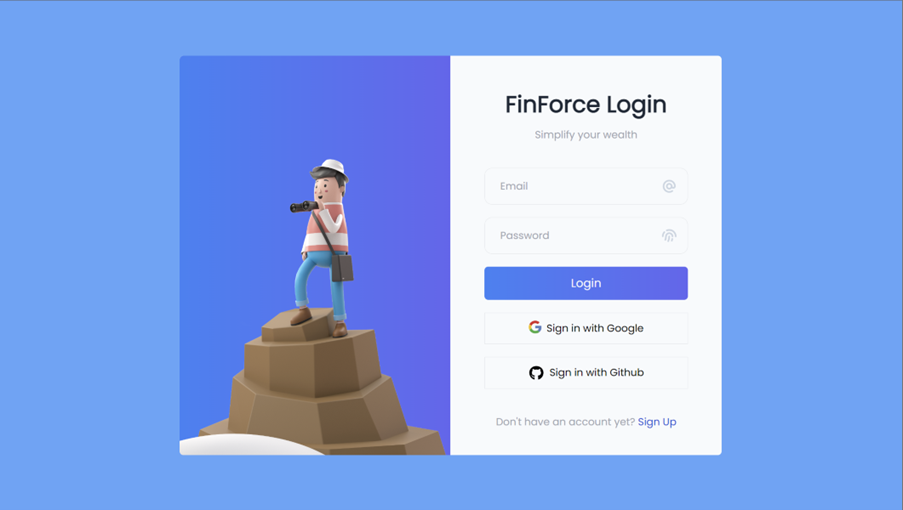 FinForce Login
Simplify your wealth
Email
Password
Login
Sign in with Google
Sign in with Github
Don't have an account yet? Sign Up